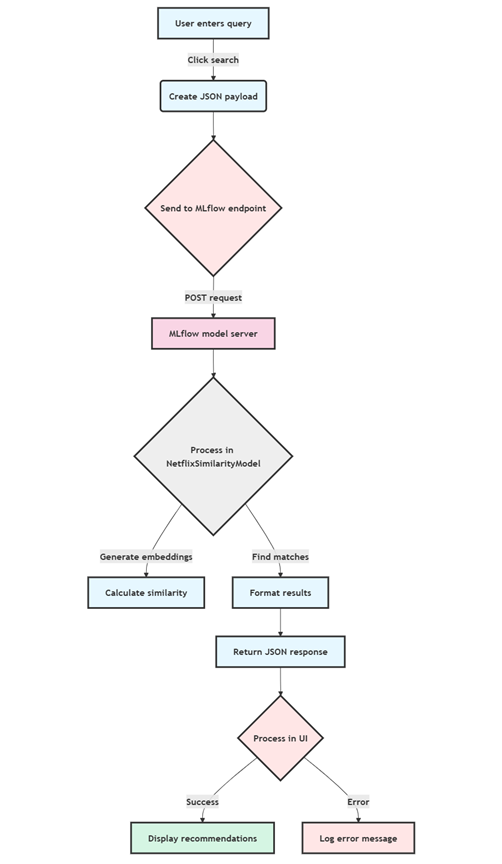 User enters query
Click search
Create JSON payload
Send to MLflow endpoint
POST request
MLflow model server
Process in
NetflixSimilarityModel
Generate embeddings
Find matches
Calculate similarity
Format results
Return JSON response
Process in UI
Success
Error
Display recommendations
Log error message